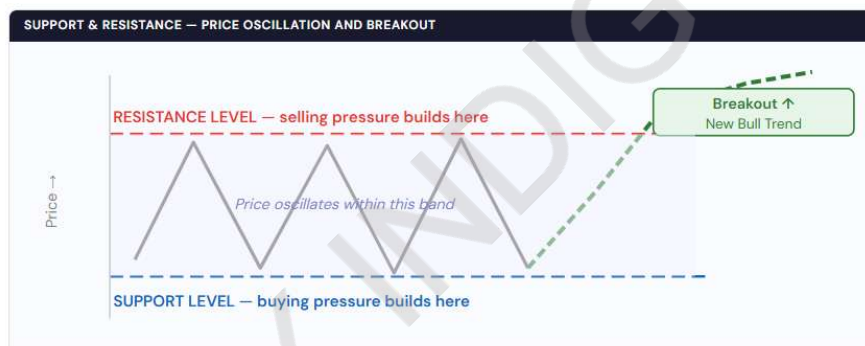 SUPPORT & RESISTANCE — PRICE OSCILLATION AND BREAKOUT
RESISTANCE LEVEL — selling pressure builds here
Breakout ↑
New Bull Trend
Price oscillates within this band
Price →
SUPPORT LEVEL — buying pressure builds here
INDIG